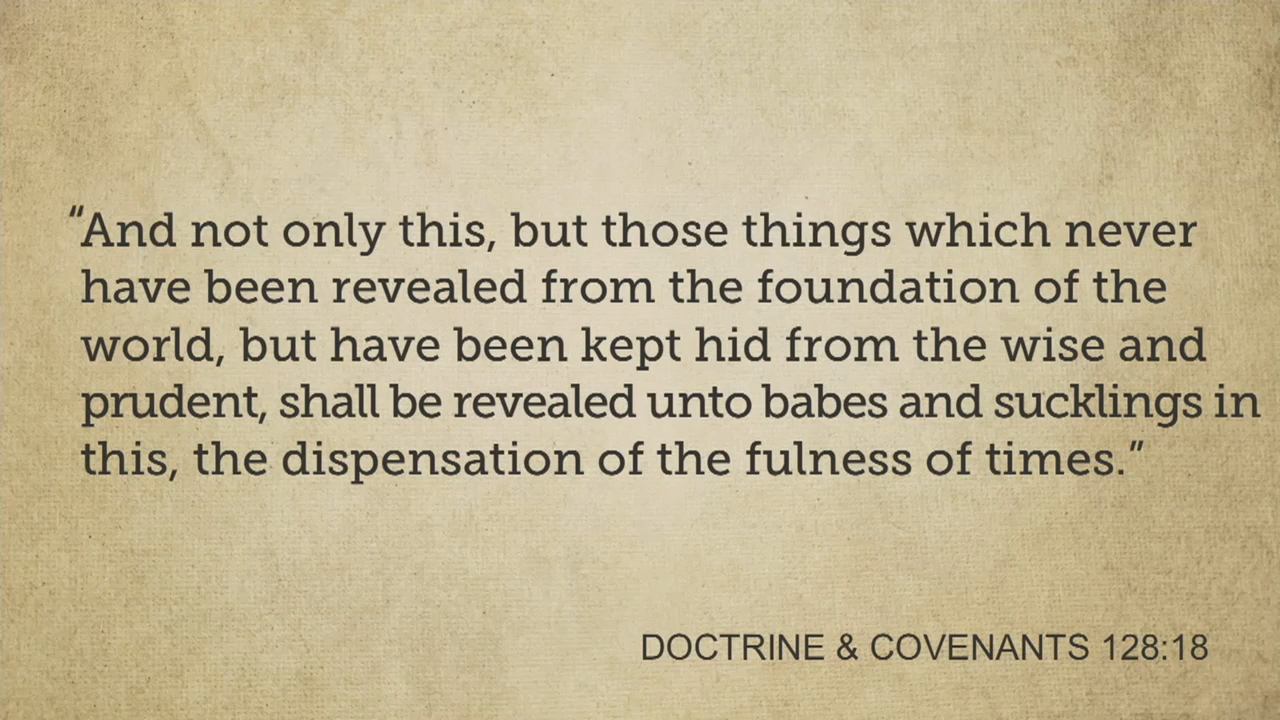 “And not only this, but those things which never
have been revealed from the foundation of the
world, but have been kept hid from the wise and
prudent, shall be revealed unto babes and sucklings in
this, the dispensation of the fulness of times.”
DOCTRINE & COVENANTS 128:18